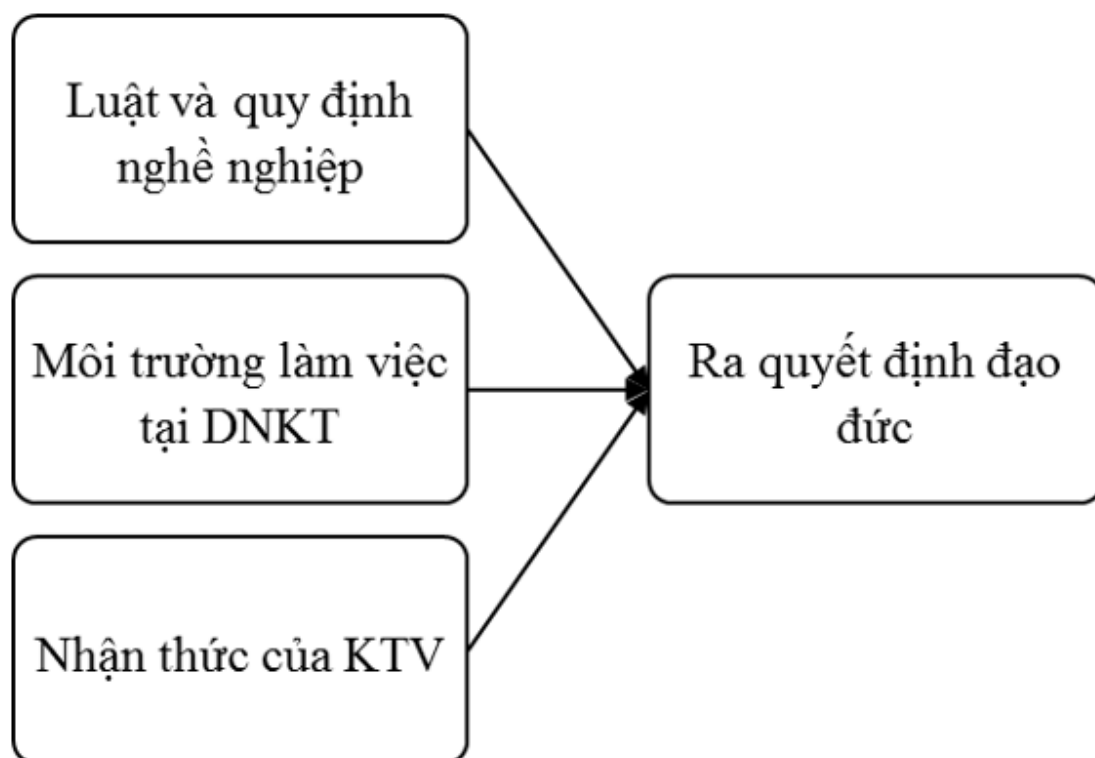 Luật và quy định
nghề nghiệp
Môi trường làm việc
tại DNKT
Ra quyết định đạo
đức
Nhận thức của KTV